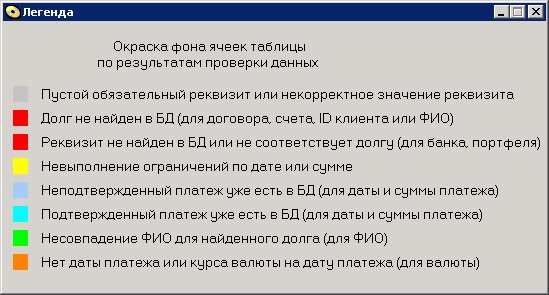 Легенда
Окраска фона ячеек таблицы
по результатам проверки данных
Пустой обязательный реквизит или некорректное значение реквизита
Долг не найден в БД (для договора, счета, ID клиента или ФИО)
Реквизит не найден в БД или не соответствует долгу (для банка, портфеля)
Невыполнение ограничений по дате или сумме
Неподтвержденный платеж уже есть в БД (для даты и суммы платежа)
Подтвержденный платеж уже есть в БД (для даты и суммы платежа)
Несовпадение ФИО для найденного долга (для ФИО)
Нет даты платежа или курса валюты на дату платежа (для валюты)